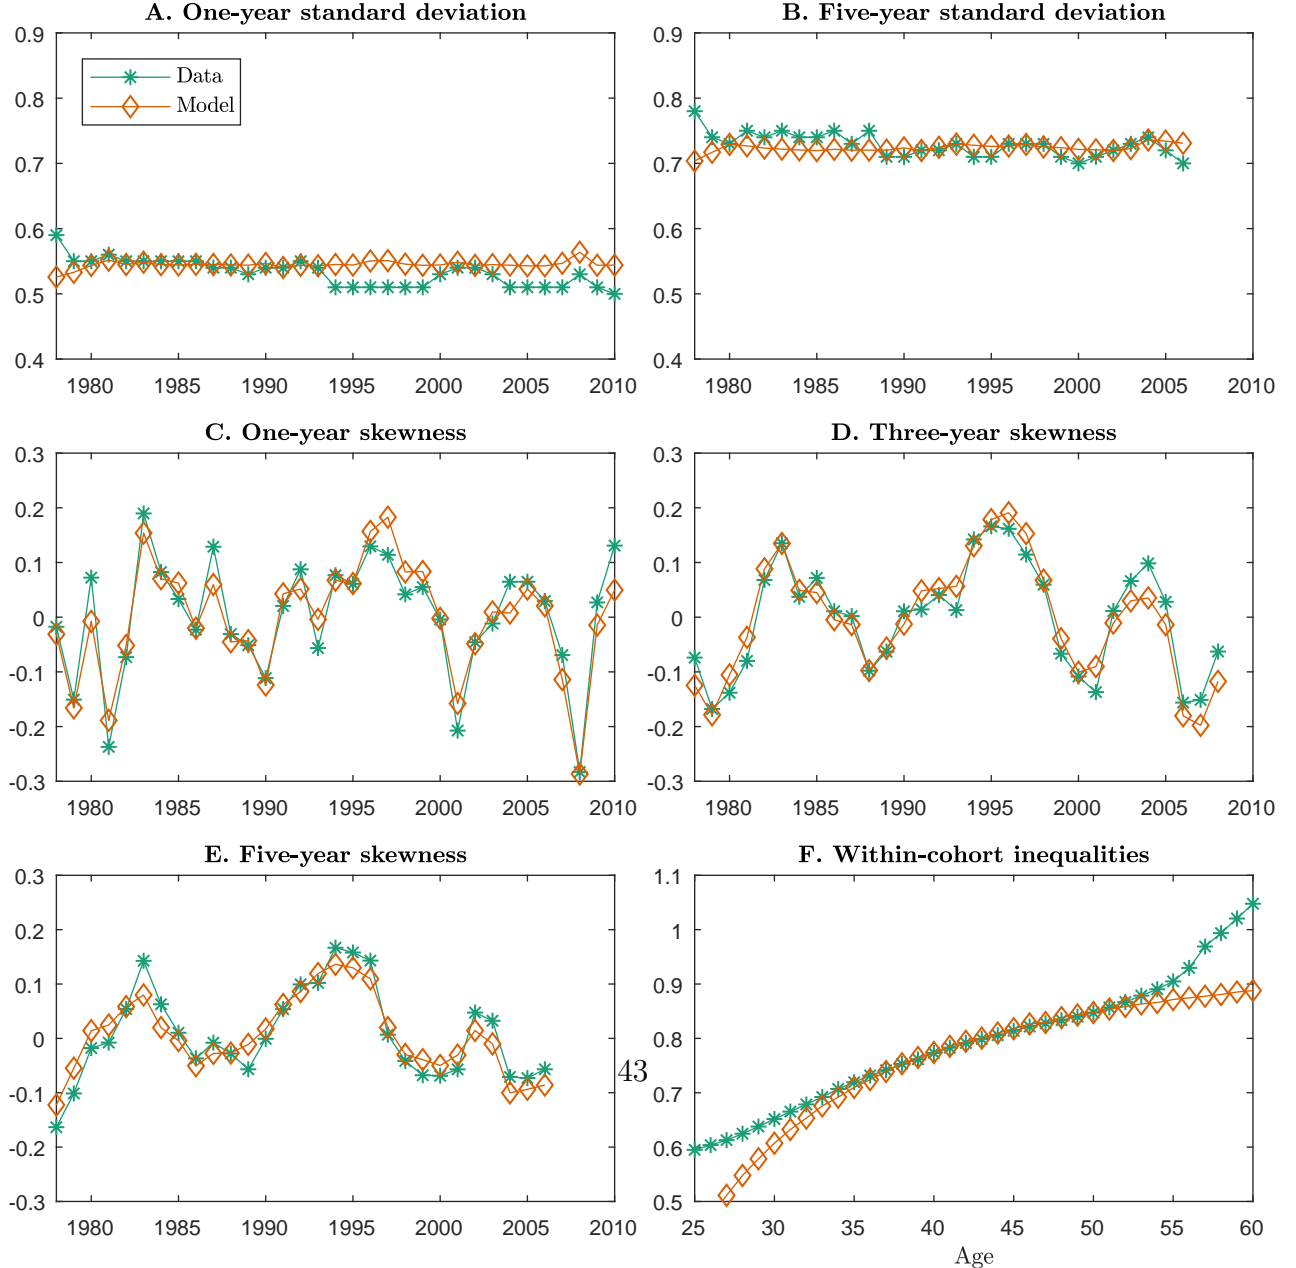 A. One-year standard deviation
0.9
0.8
0.7
0.6
0.5
0.4
Data
Model
1980 1985 1990 1995 2000 2005 2010
B. Five-year standard deviation
0.9
0.8
0.7
0.6
0.5
0.4
1980 1985 1990 1995 2000 2005 2010
C. One-year skewness
0.3
0.2
0.1
0
-0.1
-0.2
-0.3
1980 1985 1990 1995 2000 2005 2010
D. Three-year skewness
0.3
0.2
0.1
0
-0.1
-0.2
-0.3
1980 1985 1990 1995 2000 2005 2010
E. Five-year skewness
0.3
0.2
0.1
0
-0.1
-0.2
-0.3
1980 1985 1990 1995 2000 2005 2010
43
F. Within-cohort inequalities
1.1
1
0.9
0.8
0.7
0.6
0.5
25 30 35 40 45 50 55 60
Age